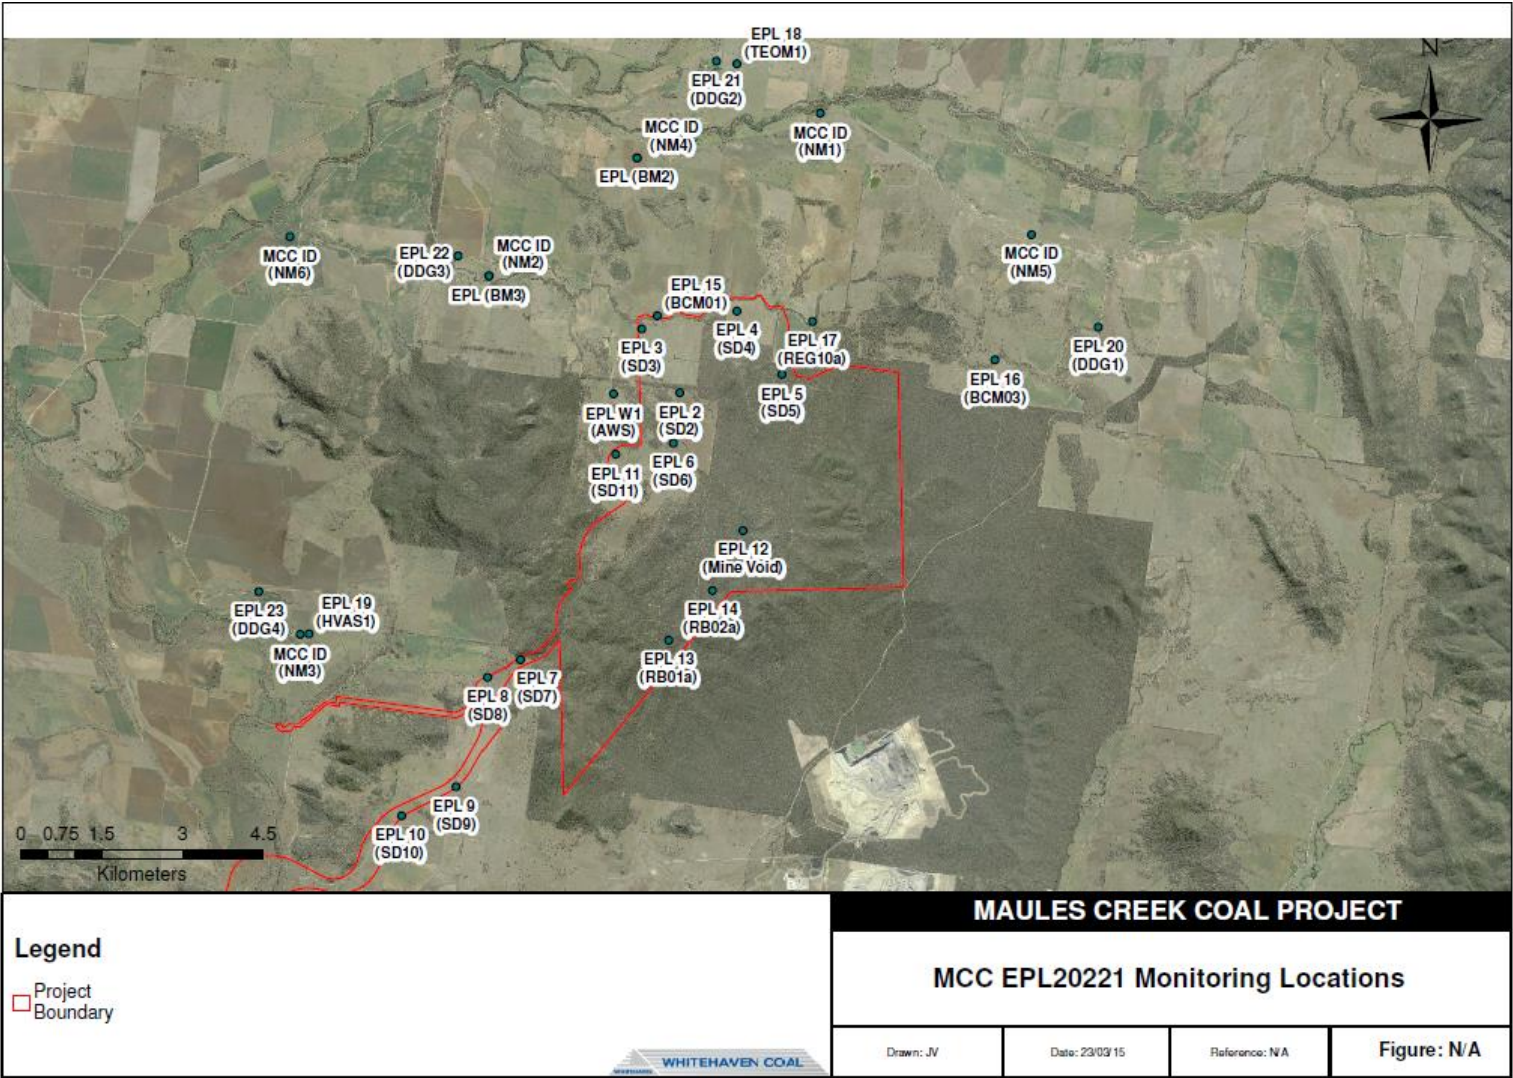 EPL 18
(TEOM1)
N
EPL 21
(DDG2)
MCC ID
(NM4)
MCC ID
(NM1)
EPL (BM2)
MCC ID
(NM6)
EPL 22
(DDG3)
MCC ID
(NM2)
EPL (BM3)
MCC ID
(NM5)
EPL 15
(BCM01)
EPL 3
(SD3)
EPL 4
(SD4)
EPL 17
(REG10a)
EPL 20
(DDG1)
EPL 5
(SD5)
EPL 16
(BCM03)
EPL W1
(AWS)
EPL 2
(SD2)
EPL 11
(SD11)
EPL 6
(SD6)
EPL 12
(Mine Void)
EPL 23
(DDG4)
EPL 19
(HVAS1)
MCC ID
(NM3)
EPL 14
(RB02a)
EPL 13
(RB01a)
EPL 7
(SD7)
EPL 8
(SD8)
EPL 9
(SD9)
EPL 10
(SD10)
0 0.75 1.5 3 4.5
Kilometers
Legend
Project
Boundary
WHITEHAVEN COAL
MAULES CREEK COAL PROJECT
MCC EPL20221 Monitoring Locations
Drawn: JV
Date: 23/03/15
Reference: N/A
Figure: N/A